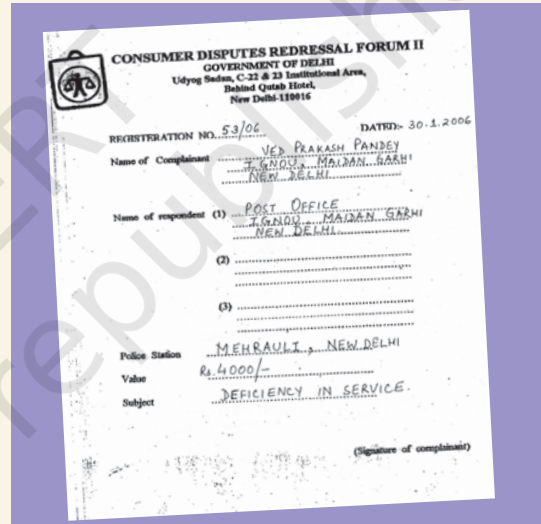 CONSUMER DISPUTES REDRESSAL FORUM II
GOVERNMENT OF DELHI
Udyog Sadan, C-22 & 23 Institutional Area,
Behind Qutab Hotel,
New Delhi-110016
REGISTRATION NO. 53/06 DATED:- 30.1.2006
Name of Complainant VED PRAKASH PANDEY
IGNOU, MAIDAN GARHI
NEW DELHI
Name of respondent (1) POST OFFICE
IGNOU MAIDAN GARHI
NEW DELHI.
(2)
(3)
Police Station MEHRAULI, NEW DELHI
Value Rs.4000/-
Subject DEFICIENCY IN SERVICE.
(Signature of complainant)